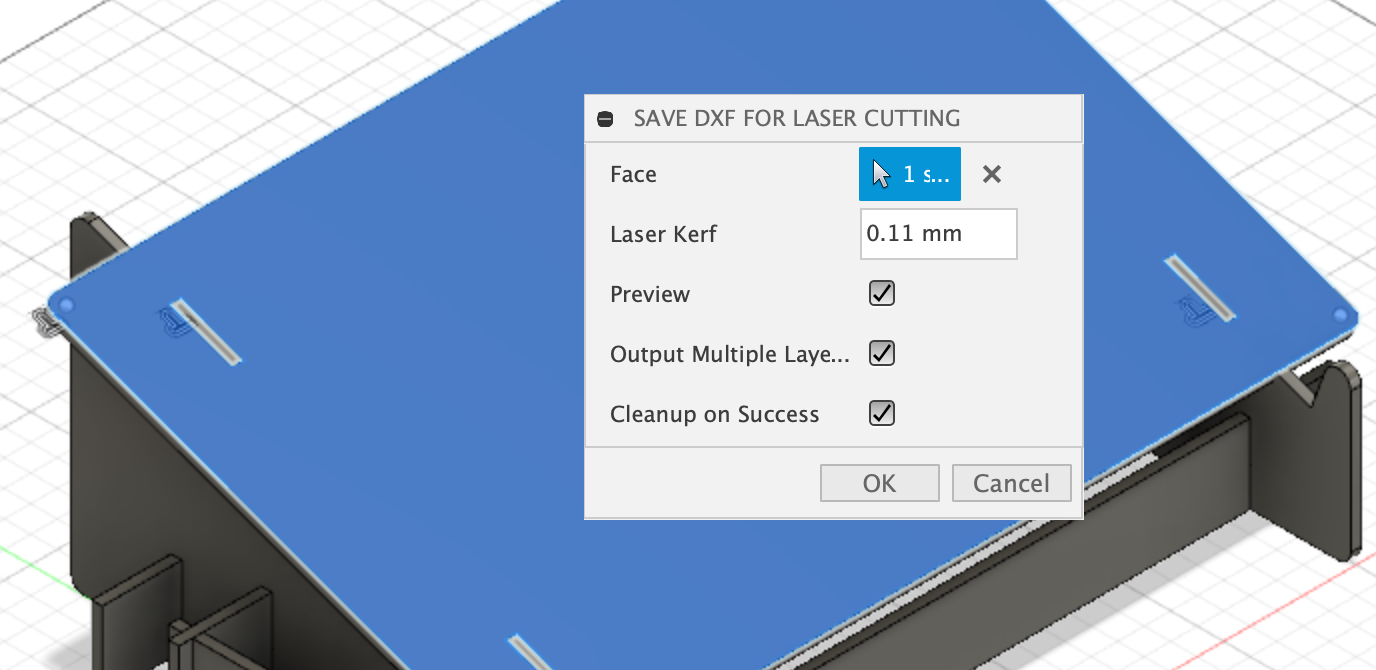 SAVE DXF FOR LASER CUTTING
Face 1 s...
Laser Kerf 0.11 mm
Preview
Output Multiple Laye...
Cleanup on Success
OK Cancel